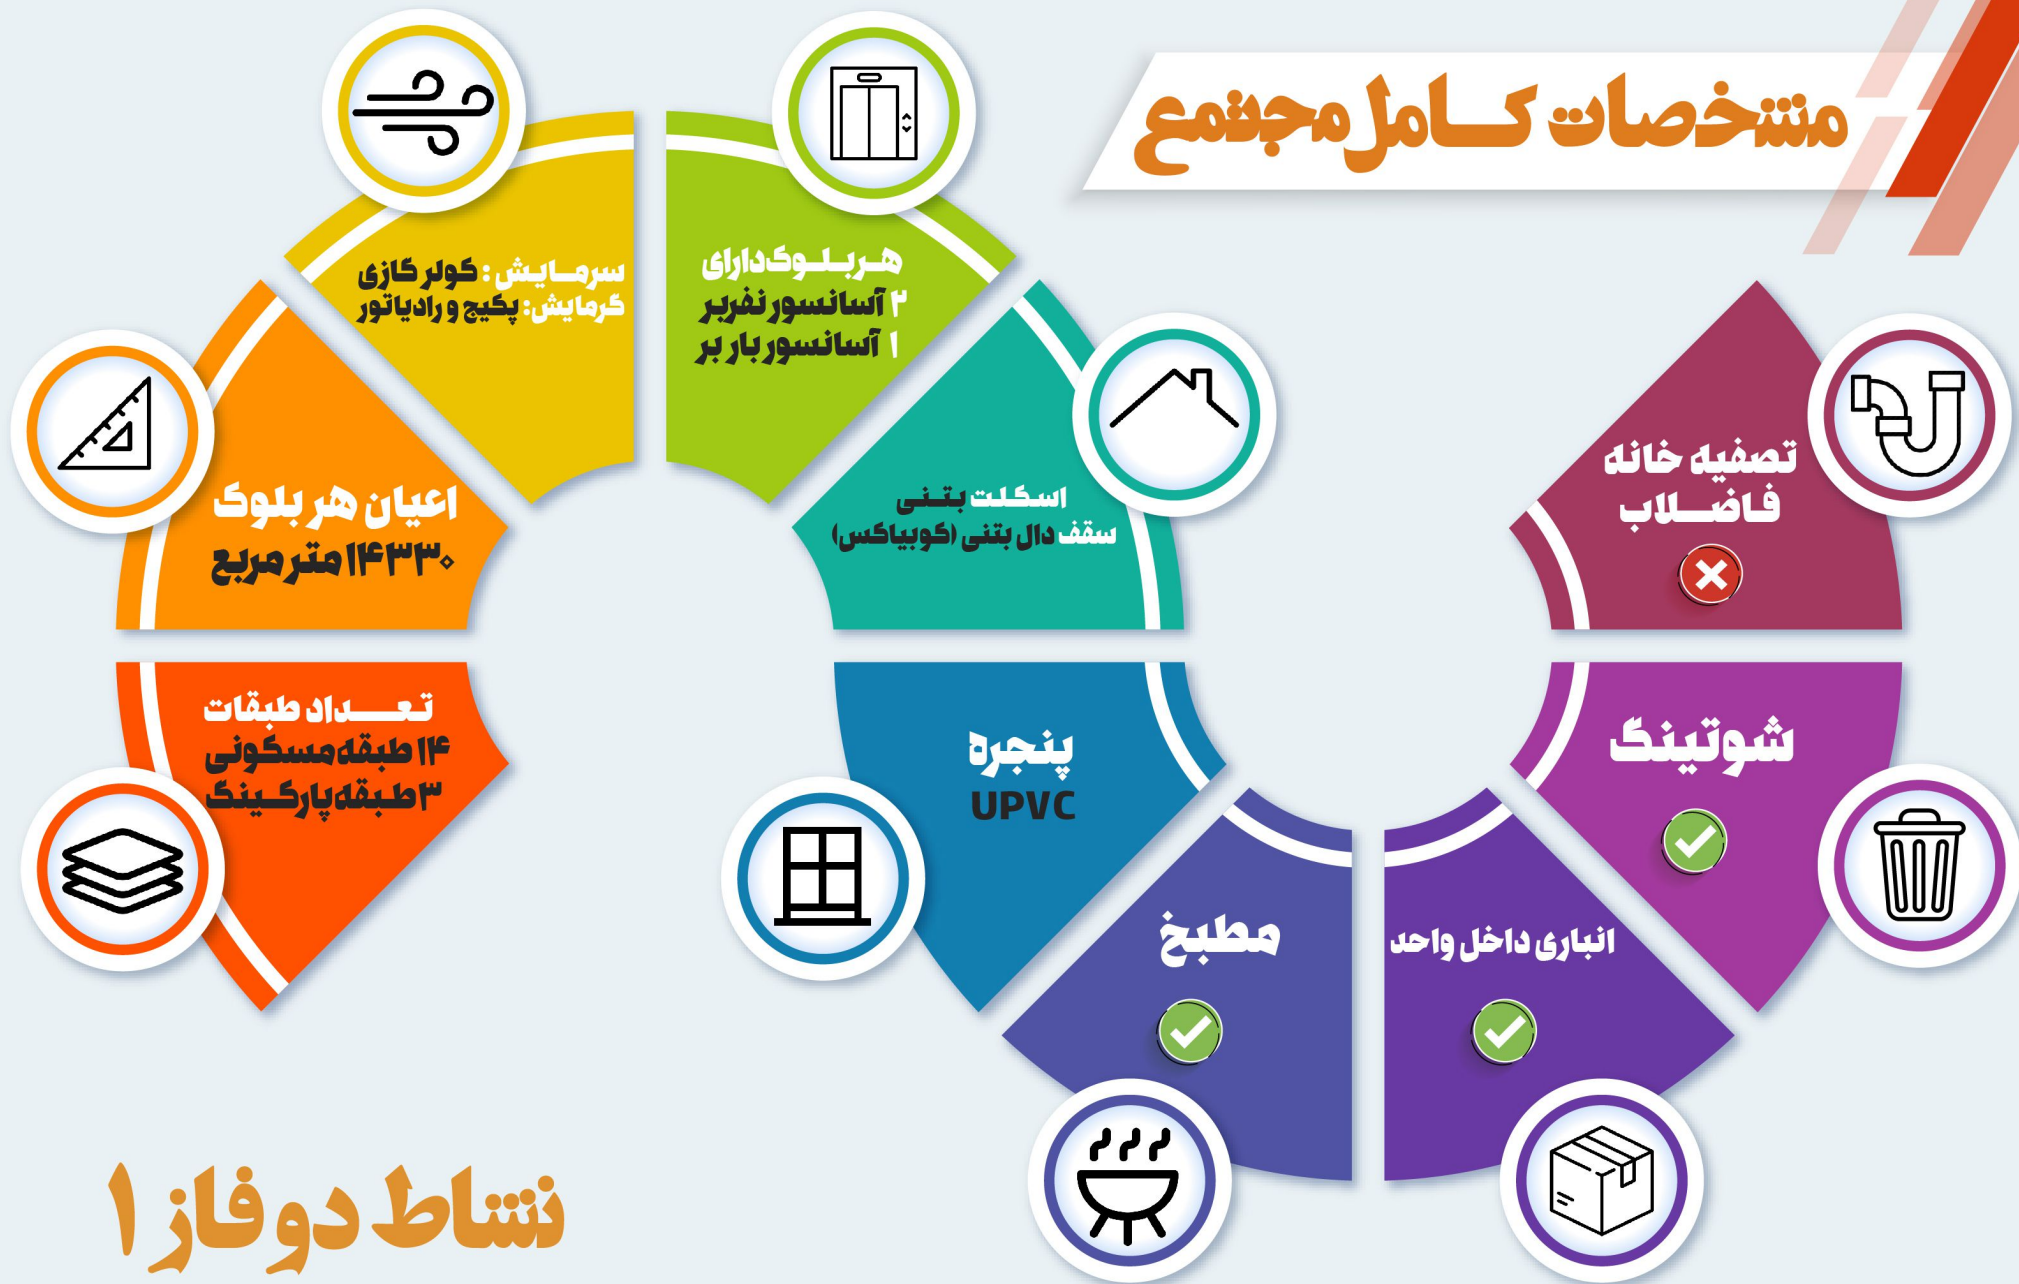 مشخصات کامل مجتمع
تعداد طبقات
۱۴ طبقه مسکونی
۳ طبقه پارکینگ
اعیان هر بلوک
۱۴۳۳۰ متر مربع
سرمایش : کولر گازی
گرمایش: پکیج و رادیاتور
هر بلوک دارای
۲ آسانسور نفربر
۱ آسانسور بار بر
اسکلت بتنی
سقف دال بتنی (کوبیاکس)
پنجره
UPVC
مطبخ
انباری داخل واحد
شوتینگ
تصفیه خانه
فاضلاب
نشاط دو فاز ۱